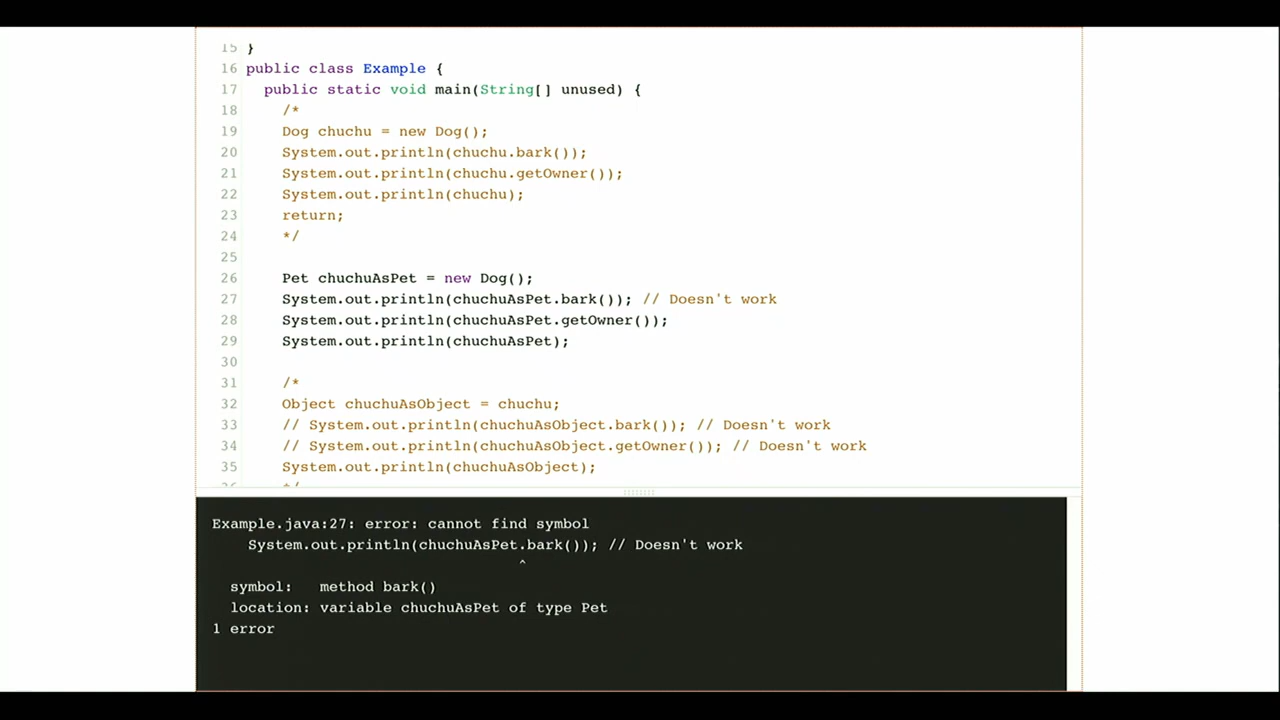 15 }
16 public class Example {
17   public static void main(String[] unused) {
18     /*
19     Dog chuchu = new Dog();
20     System.out.println(chuchu.bark());
21     System.out.println(chuchu.getOwner());
22     System.out.println(chuchu);
23     return;
24     */
25
26     Pet chuchuAsPet = new Dog();
27     System.out.println(chuchuAsPet.bark()); // Doesn't work
28     System.out.println(chuchuAsPet.getOwner());
29     System.out.println(chuchuAsPet);
30
31     /*
32     Object chuchuAsObject = chuchu;
33     // System.out.println(chuchuAsObject.bark()); // Doesn't work
34     // System.out.println(chuchuAsObject.getOwner()); // Doesn't work
35     System.out.println(chuchuAsObject);
Example.java:27: error: cannot find symbol
    System.out.println(chuchuAsPet.bark()); // Doesn't work
                                  ^
  symbol:   method bark()
  location: variable chuchuAsPet of type Pet
1 error